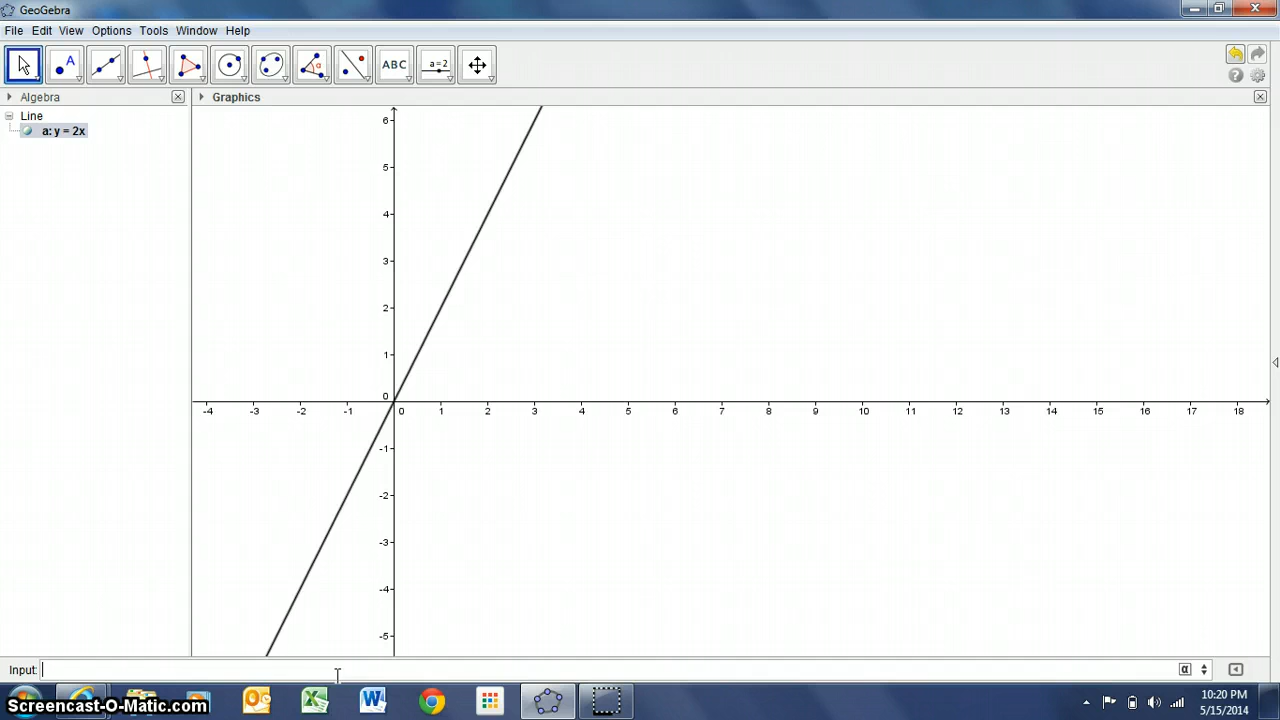 GeoGebra
File Edit View Options Tools Window Help
A α ABC a=2
Algebra
Graphics
Line
a: y = 2x
6
5
4
3
2
1
0
-4 -3 -2 -1 0 1 2 3 4 5 6 7 8 9 10 11 12 13 14 15 16 17 18
-1
-2
-3
-4
-5
Input: α
10:20 PM
5/15/2014
Screencast-O-Matic.com